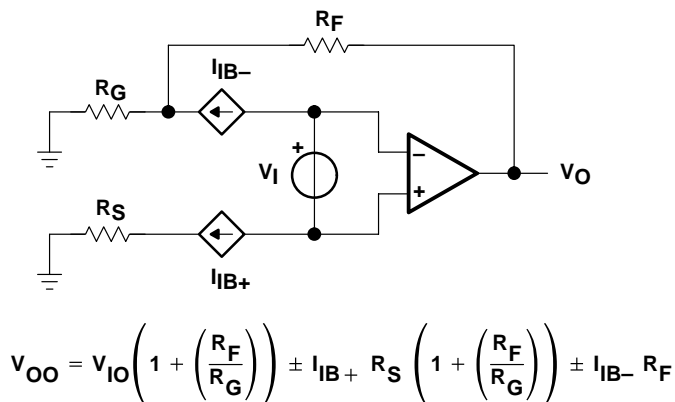 RF
IIB–
RG
+
VI
–
+
VO
RS
IIB+
VOO = VIO(1 + (RF/RG)) ± IIB+ RS (1 + (RF/RG)) ± IIB– RF